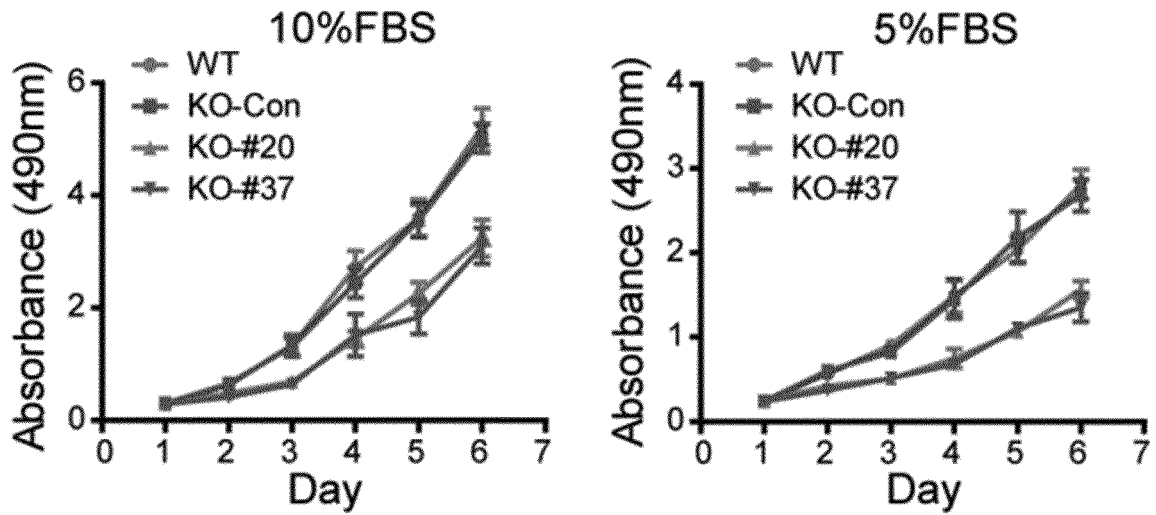 10%FBS
WT
KO-Con
KO-#20
KO-#37
Absorbance (490nm)
6
4
2
0
0 1 2 3 4 5 6 7
Day
5%FBS
WT
KO-Con
KO-#20
KO-#37
Absorbance (490nm)
4
3
2
1
0
0 1 2 3 4 5 6 7
Day